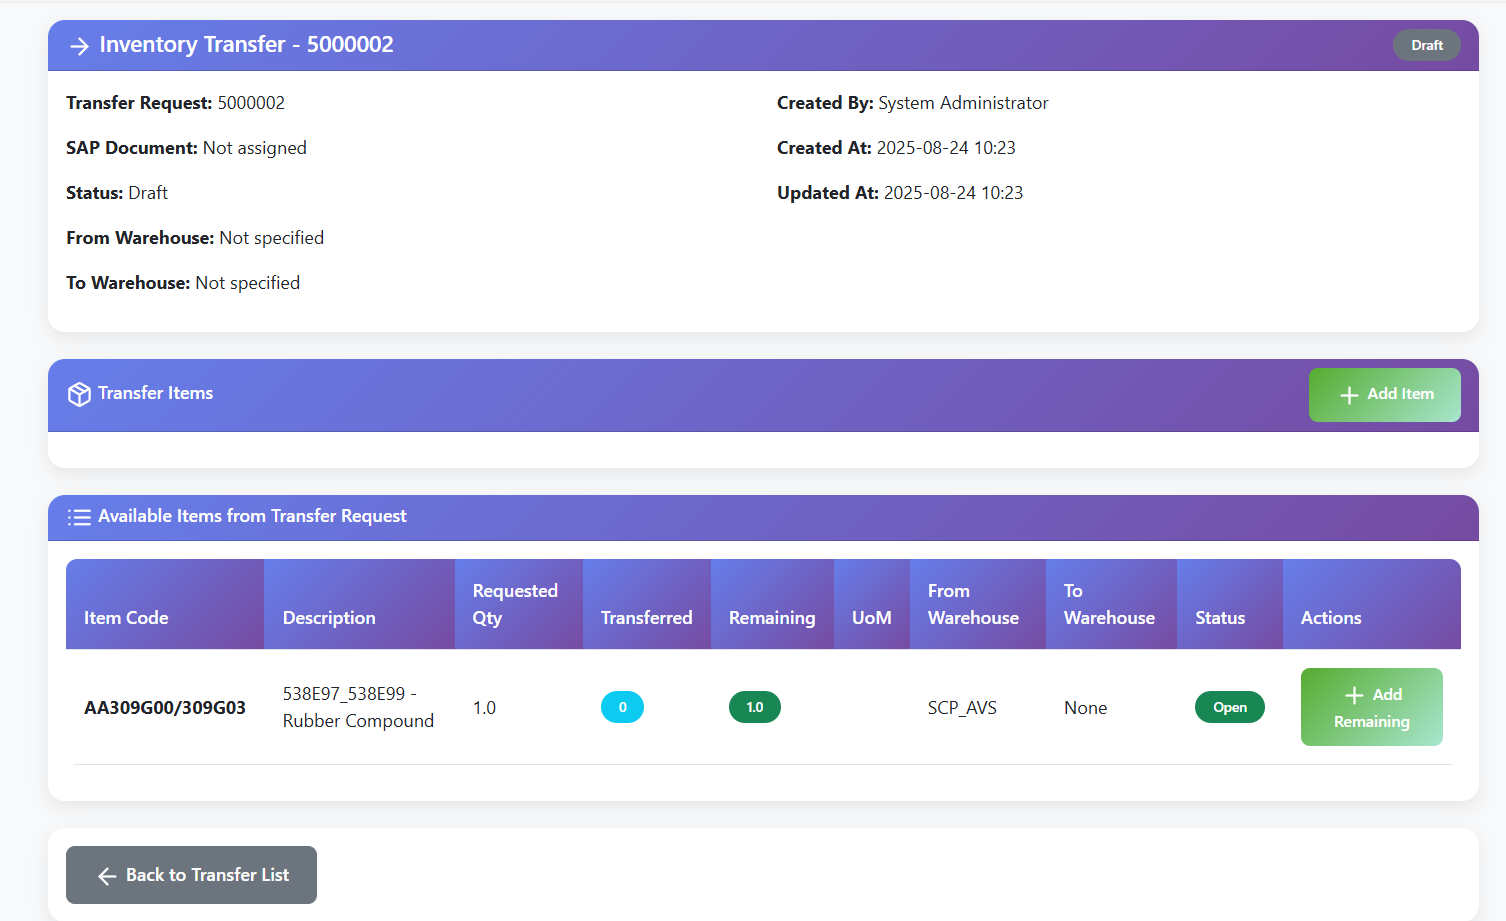 Inventory Transfer - 5000002
Draft
Transfer Request: 5000002
SAP Document: Not assigned
Status: Draft
From Warehouse: Not specified
To Warehouse: Not specified
Created By: System Administrator
Created At: 2025-08-24 10:23
Updated At: 2025-08-24 10:23
Transfer Items
Add Item
Available Items from Transfer Request
Item Code
Description
Requested
Qty
Transferred
Remaining
UoM
From
Warehouse
To
Warehouse
Status
Actions
AA309G00/309G03
538E97_538E99 -
Rubber Compound
1.0
0
1.0
SCP_AVS
None
Open
Add
Remaining
Back to Transfer List